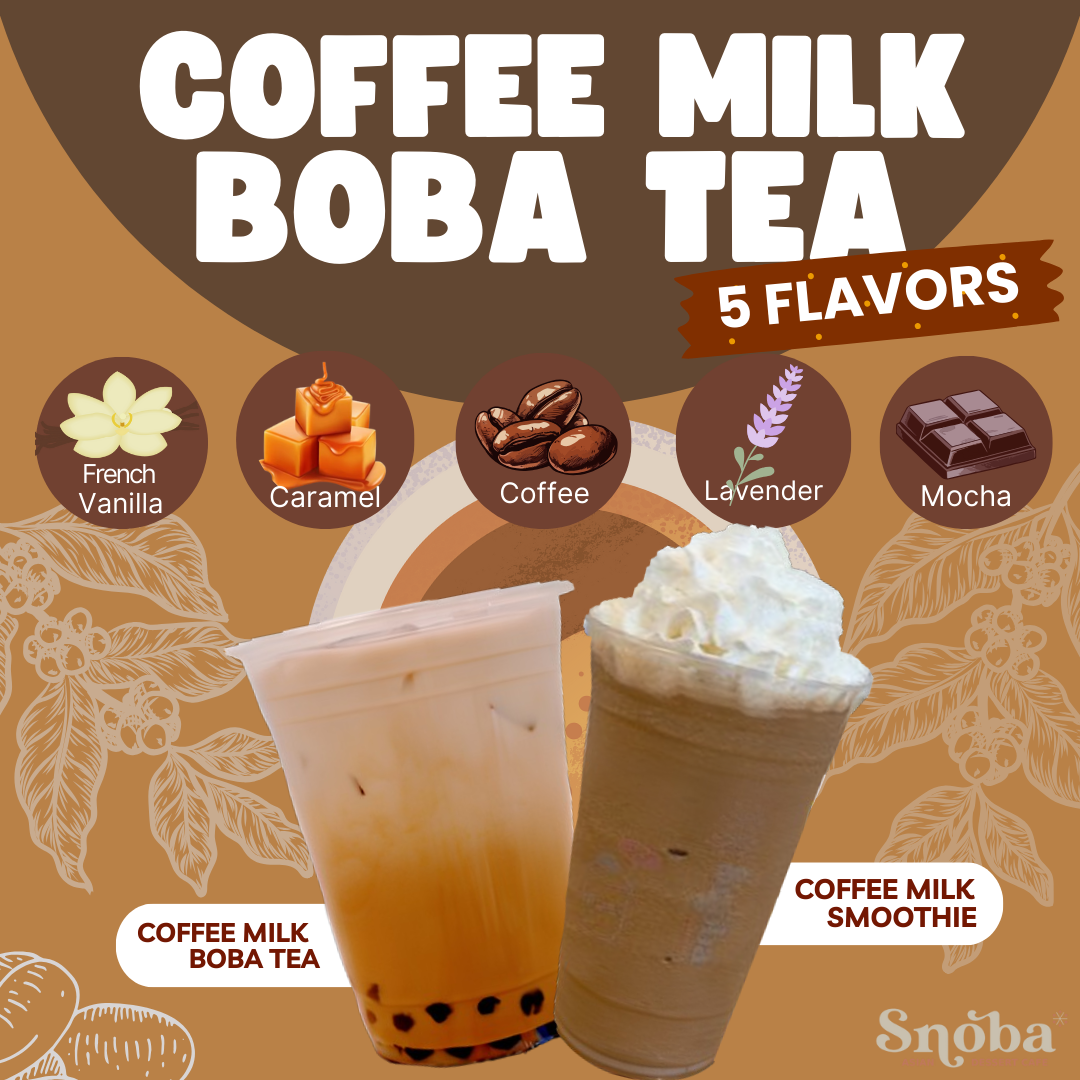 COFFEE MILK
BOBA TEA
5 FLAVORS
French
Vanilla
Caramel
Coffee
Lavender
Mocha
COFFEE MILK
SMOOTHIE
COFFEE MILK
BOBA TEA
Snöba*